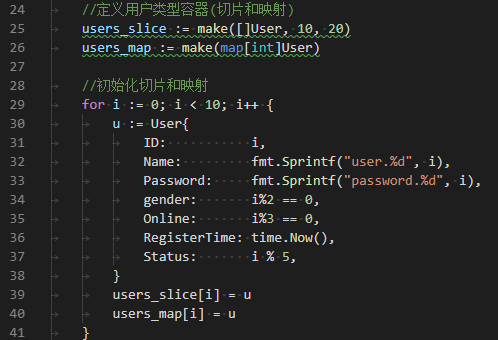 24 //定义用户类型容器(切片和映射)
25 users_slice := make([]User, 10, 20)
26 users_map := make(map[int]User)
27
28 //初始化切片和映射
29 for i := 0; i < 10; i++ {
30 u := User{
31 ID: i,
32 Name: fmt.Sprintf("user.%d", i),
33 Password: fmt.Sprintf("password.%d", i),
34 gender: i%2 == 0,
35 Online: i%3 == 0,
36 RegisterTime: time.Now(),
37 Status: i % 5,
38 }
39 users_slice[i] = u
40 users_map[i] = u
41 }